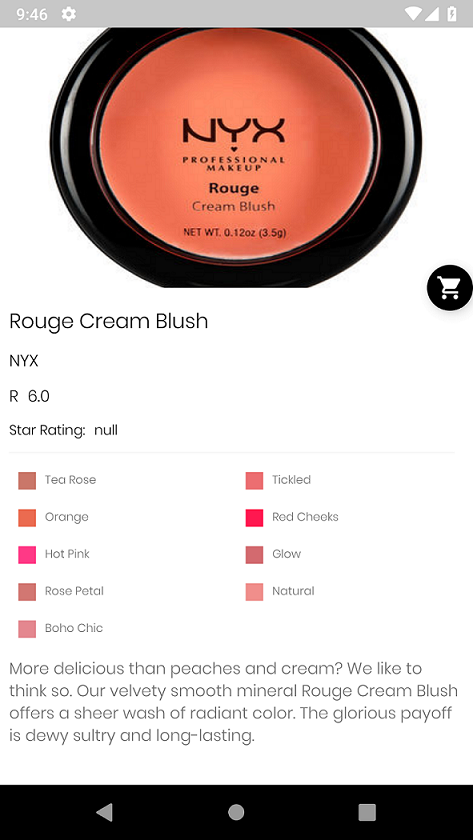 9:46
NYX
PROFESSIONAL
MAKEUP
Rouge
Cream Blush
NET WT. 0.12oz (3.5g)
Rouge Cream Blush
NYX
R 6.0
Star Rating: null
Tea Rose
Tickled
Orange
Red Cheeks
Hot Pink
Glow
Rose Petal
Natural
Boho Chic
More delicious than peaches and cream? We like to
think so. Our velvety smooth mineral Rouge Cream Blush
offers a sheer wash of radiant color. The glorious payoff
is dewy sultry and long-lasting.